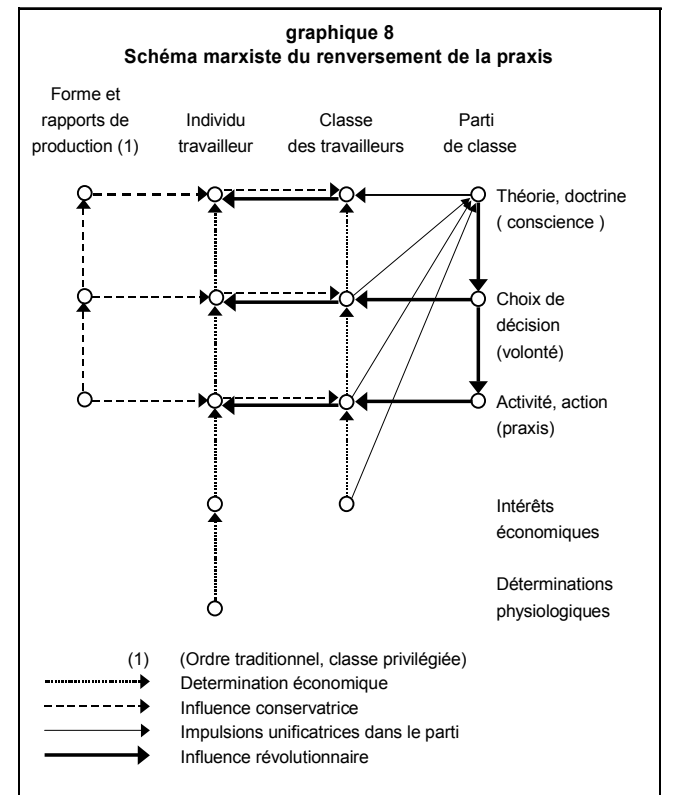 graphique 8
Schéma marxiste du renversement de la praxis
Forme et
rapports de
production (1)
Individu
travailleur
Classe
des travailleurs
Parti
de classe
Théorie, doctrine
( conscience )
Choix de
décision
(volonté)
Activité, action
(praxis)
Intérêts
économiques
Déterminations
physiologiques
(1) (Ordre traditionnel, classe privilégiée)
Determination économique
Influence conservatrice
Impulsions unificatrices dans le parti
Influence révolutionnaire